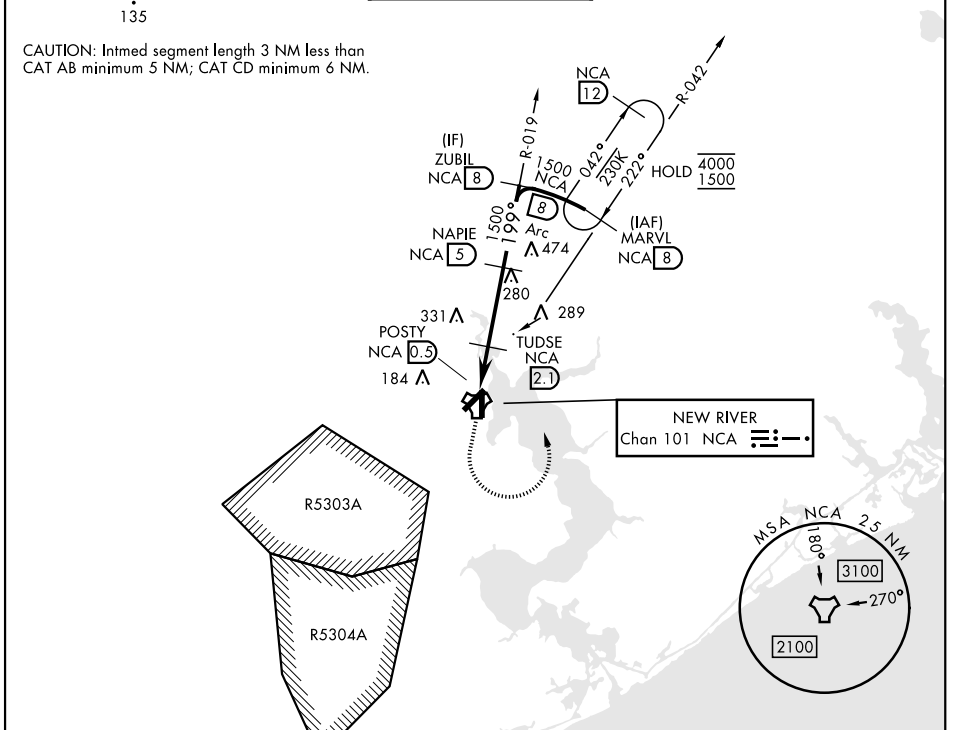 135
CAUTION: Intmed segment length 3 NM less than
CAT AB minimum 5 NM; CAT CD minimum 6 NM.
NCA
12
R-042
R-019
(IF)
ZUBIL
NCA 8
1500
NCA
8
Arc
042°
230K
222°
HOLD 4000
1500
(IAF)
MARVL
NCA 8
1500
199°
NAPIE
NCA 5
474
280
331
289
POSTY
NCA 0.5
184
TUDSE
NCA
2.1
NEW RIVER
Chan 101 NCA
R5303A
R5304A
MSA NCA 25 NM
180°
3100
270°
2100